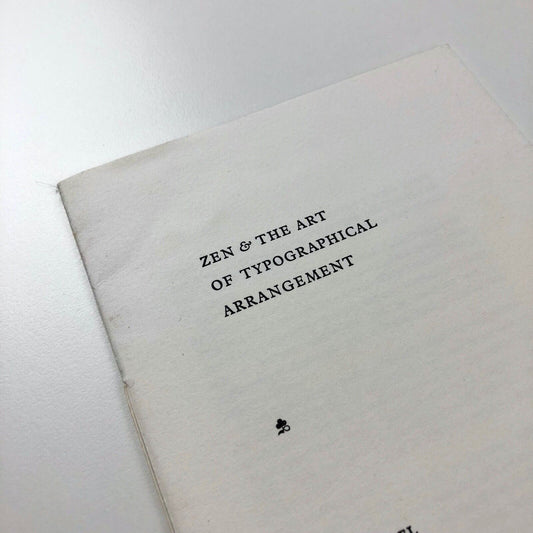 ZEN & THE ART
OF TYPOGRAPHICAL
ARRANGEMENT